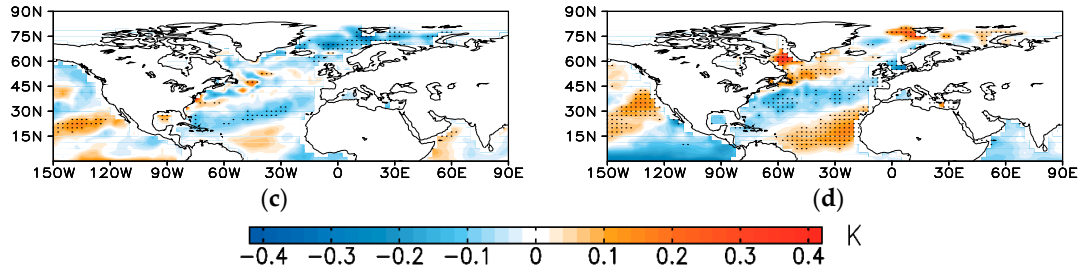 90N 90N
75N 75N
60N 60N
45N 45N
30N 30N
15N 15N
150W 120W 90W 60W 30W 0 30E 60E 90E 150W 120W 90W 60W 30W 0 30E 60E 90E
(c) (d)
K
−0.4 −0.3 −0.2 −0.1 0 0.1 0.2 0.3 0.4